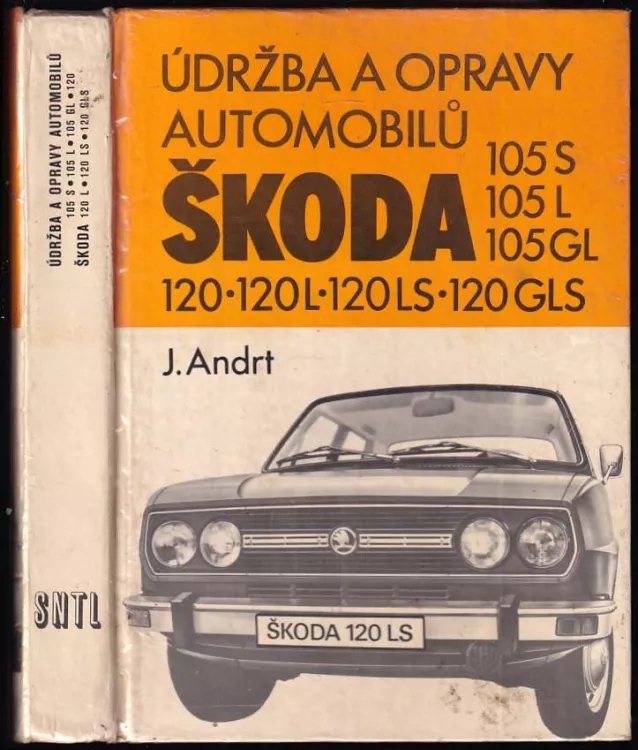 ÚDRŽBA A OPRAVY AUTOMOBILŮ
105 S • 105 L • 105 GL • 120
ŠKODA 120 L • 120 LS • 120 GLS
SNTL
ÚDRŽBA A OPRAVY
AUTOMOBILŮ
ŠKODA
105 S
105 L
105 GL
120 • 120 L • 120 LS • 120 GLS
J. Andrt
ŠKODA 120 LS